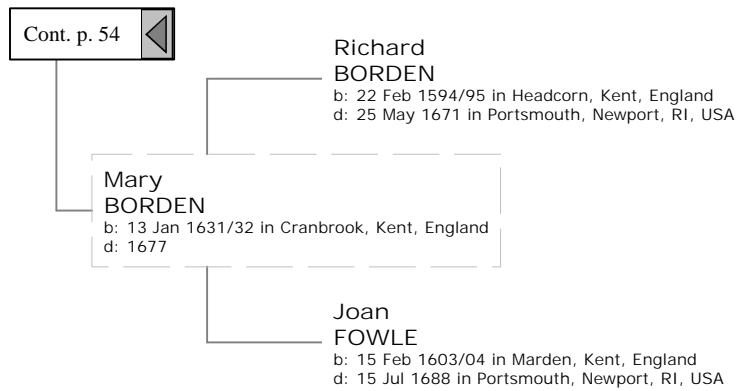 Cont. p. 54
Richard
BORDEN
b: 22 Feb 1594/95 in Headcorn, Kent, England
d: 25 May 1671 in Portsmouth, Newport, RI, USA
Mary
BORDEN
b: 13 Jan 1631/32 in Cranbrook, Kent, England
d: 1677
Joan
FOWLE
b: 15 Feb 1603/04 in Marden, Kent, England
d: 15 Jul 1688 in Portsmouth, Newport, RI, USA